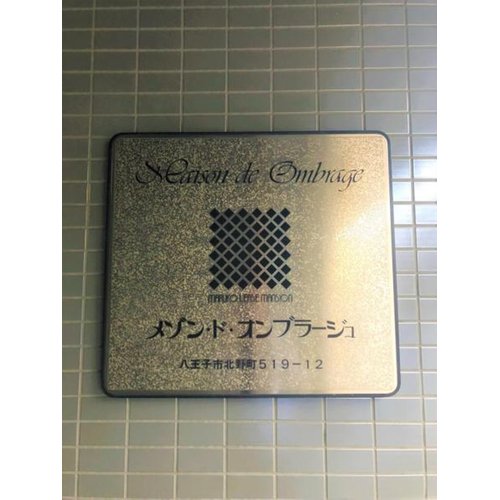 Maison de Ombrage
MARUKO LEASE MANSION
メゾン・ド・オンブラージュ
八王子市北野町519-12